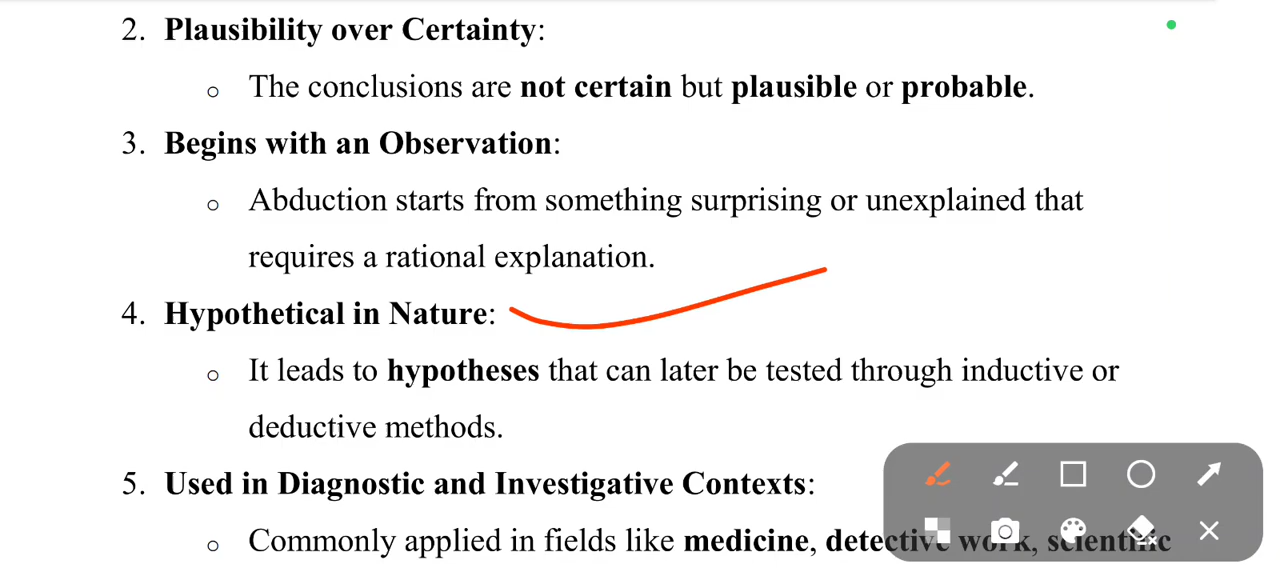 2. Plausibility over Certainty:
o The conclusions are not certain but plausible or probable.
3. Begins with an Observation:
o Abduction starts from something surprising or unexplained that
requires a rational explanation.
4. Hypothetical in Nature:
o It leads to hypotheses that can later be tested through inductive or
deductive methods.
5. Used in Diagnostic and Investigative Contexts:
o Commonly applied in fields like medicine, detective work, scientific